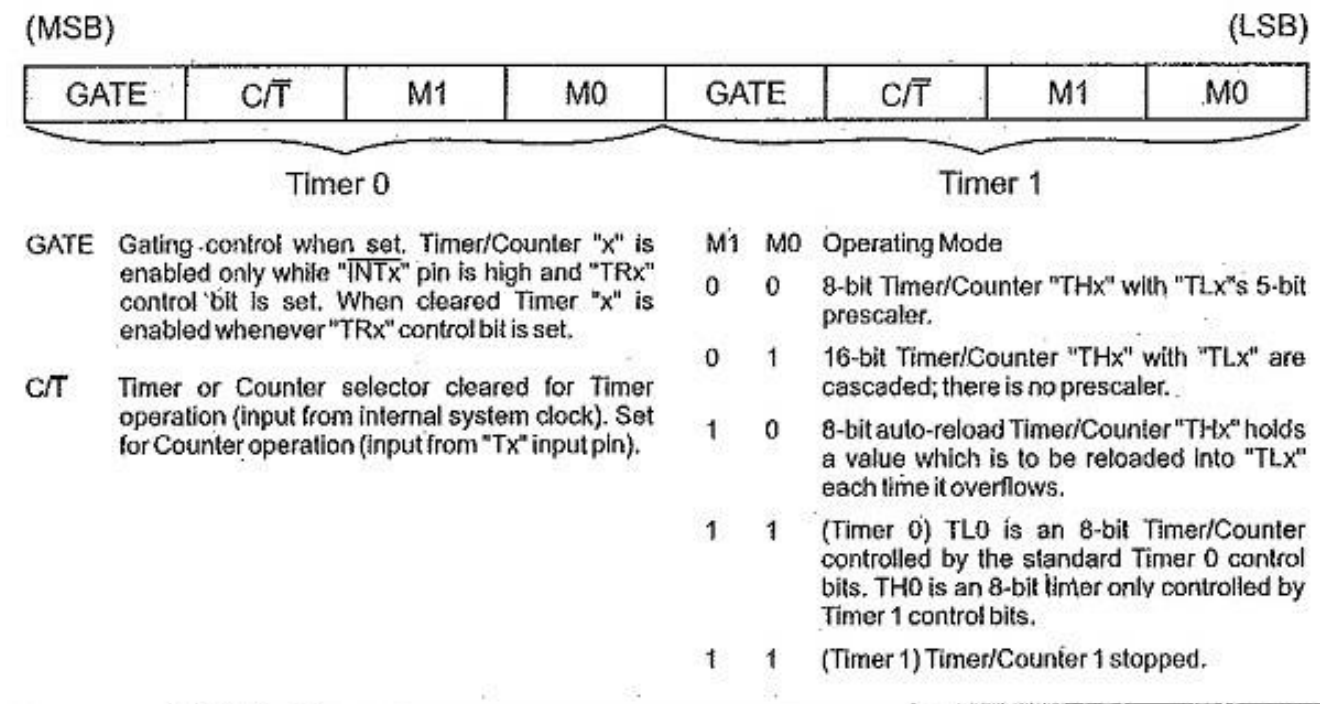 (MSB) (LSB)
GATE C/T̅ M1 M0 GATE C/T̅ M1 M0
Timer 0 Timer 1
GATE Gating control when set. Timer/Counter "x" is
enabled only while "I̅N̅T̅x̅" pin is high and "TRx"
control bit is set. When cleared Timer "x" is
enabled whenever "TRx" control bit is set.
C/T̅ Timer or Counter selector cleared for Timer
operation (input from internal system clock). Set
for Counter operation (input from "Tx" input pin).
M1 M0 Operating Mode
0 0 8-bit Timer/Counter "THx" with "TLx"s 5-bit
prescaler.
0 1 16-bit Timer/Counter "THx" with "TLx" are
cascaded; there is no prescaler.
1 0 8-bit auto-reload Timer/Counter "THx" holds
a value which is to be reloaded into "TLx"
each time it overflows.
1 1 (Timer 0) TL0 is an 8-bit Timer/Counter
controlled by the standard Timer 0 control
bits. TH0 is an 8-bit timer only controlled by
Timer 1 control bits.
1 1 (Timer 1) Timer/Counter 1 stopped.